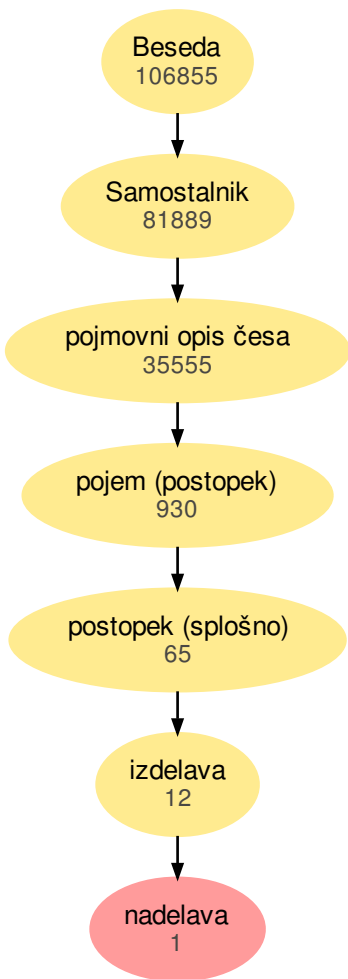 Beseda
106855
Samostalnik
81889
pojmovni opis česa
35555
pojem (postopek)
930
postopek (splošno)
65
izdelava
12
nadelava
1